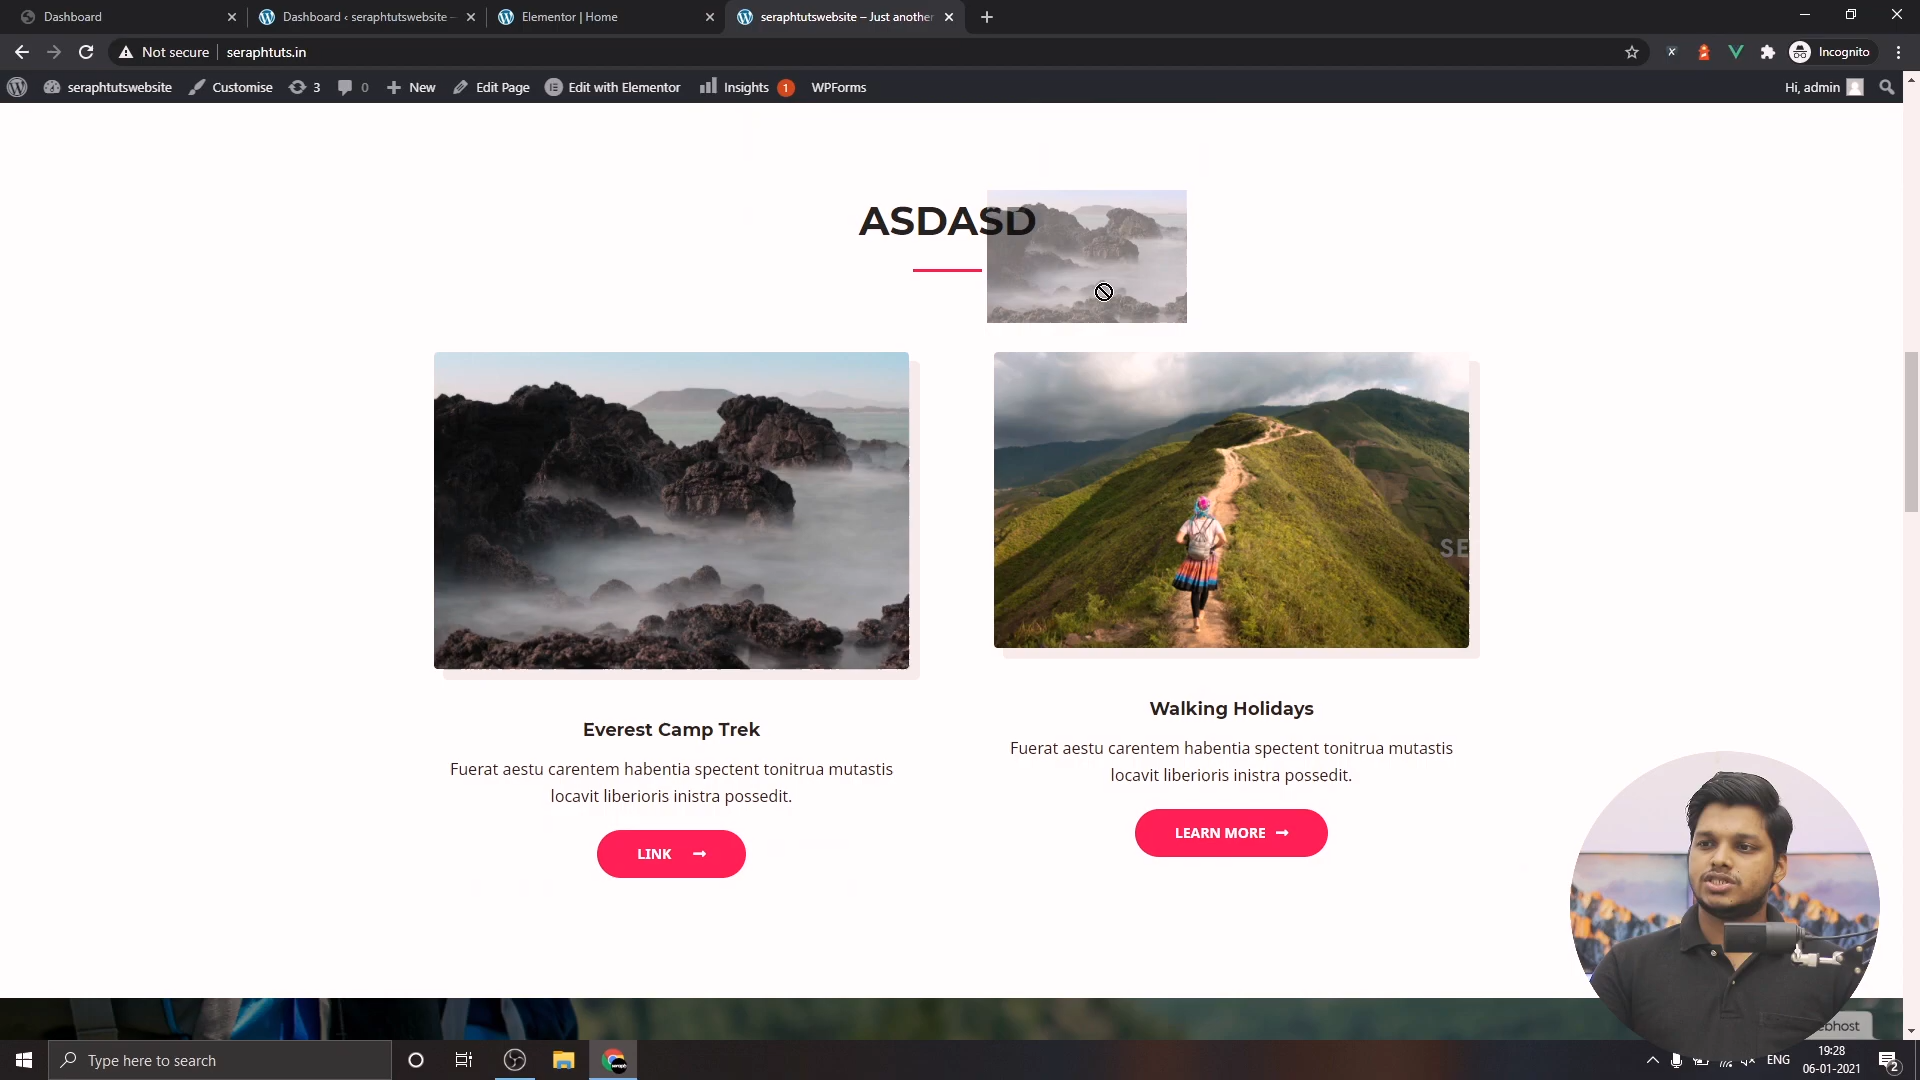 Dashboard
Dashboard ‹ seraphtutswebsite –
Elementor | Home
seraphtutswebsite – Just another
Not secure
seraphtuts.in
Incognito
seraphtutswebsite
Customise
3
0
New
Edit Page
Edit with Elementor
Insights
1
WPForms
Hi, admin
ASDASD
SE
Everest Camp Trek
Walking Holidays
Fuerat aestu carentem habentia spectent tonitrua mutastis
locavit liberioris inistra possedit.
Fuerat aestu carentem habentia spectent tonitrua mutastis
locavit liberioris inistra possedit.
LINK
LEARN MORE
bhost
Type here to search
ENG
19:28
06-01-2021
2